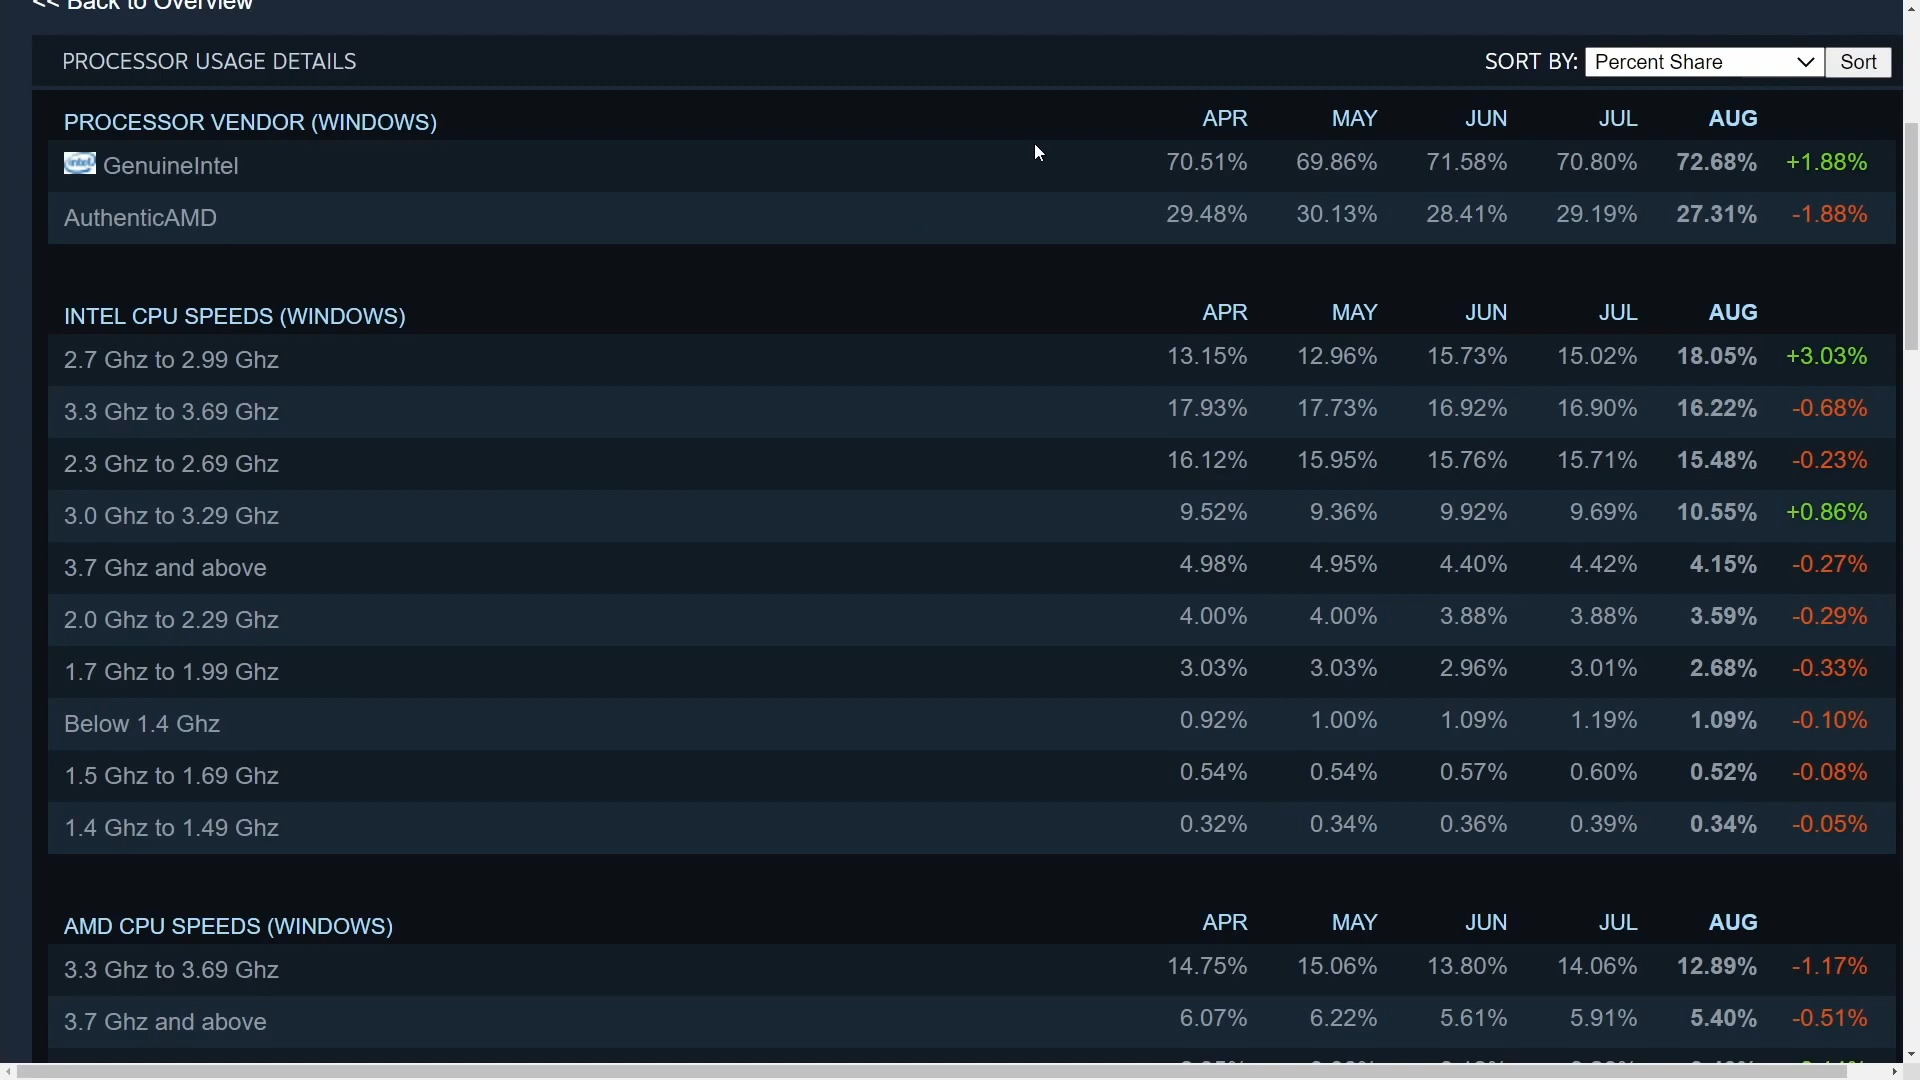 << Back to Overview
PROCESSOR USAGE DETAILS SORT BY: Percent Share Sort
PROCESSOR VENDOR (WINDOWS) APR MAY JUN JUL AUG
intel GenuineIntel 70.51% 69.86% 71.58% 70.80% 72.68% +1.88%
AuthenticAMD 29.48% 30.13% 28.41% 29.19% 27.31% -1.88%
INTEL CPU SPEEDS (WINDOWS) APR MAY JUN JUL AUG
2.7 Ghz to 2.99 Ghz 13.15% 12.96% 15.73% 15.02% 18.05% +3.03%
3.3 Ghz to 3.69 Ghz 17.93% 17.73% 16.92% 16.90% 16.22% -0.68%
2.3 Ghz to 2.69 Ghz 16.12% 15.95% 15.76% 15.71% 15.48% -0.23%
3.0 Ghz to 3.29 Ghz 9.52% 9.36% 9.92% 9.69% 10.55% +0.86%
3.7 Ghz and above 4.98% 4.95% 4.40% 4.42% 4.15% -0.27%
2.0 Ghz to 2.29 Ghz 4.00% 4.00% 3.88% 3.88% 3.59% -0.29%
1.7 Ghz to 1.99 Ghz 3.03% 3.03% 2.96% 3.01% 2.68% -0.33%
Below 1.4 Ghz 0.92% 1.00% 1.09% 1.19% 1.09% -0.10%
1.5 Ghz to 1.69 Ghz 0.54% 0.54% 0.57% 0.60% 0.52% -0.08%
1.4 Ghz to 1.49 Ghz 0.32% 0.34% 0.36% 0.39% 0.34% -0.05%
AMD CPU SPEEDS (WINDOWS) APR MAY JUN JUL AUG
3.3 Ghz to 3.69 Ghz 14.75% 15.06% 13.80% 14.06% 12.89% -1.17%
3.7 Ghz and above 6.07% 6.22% 5.61% 5.91% 5.40% -0.51%